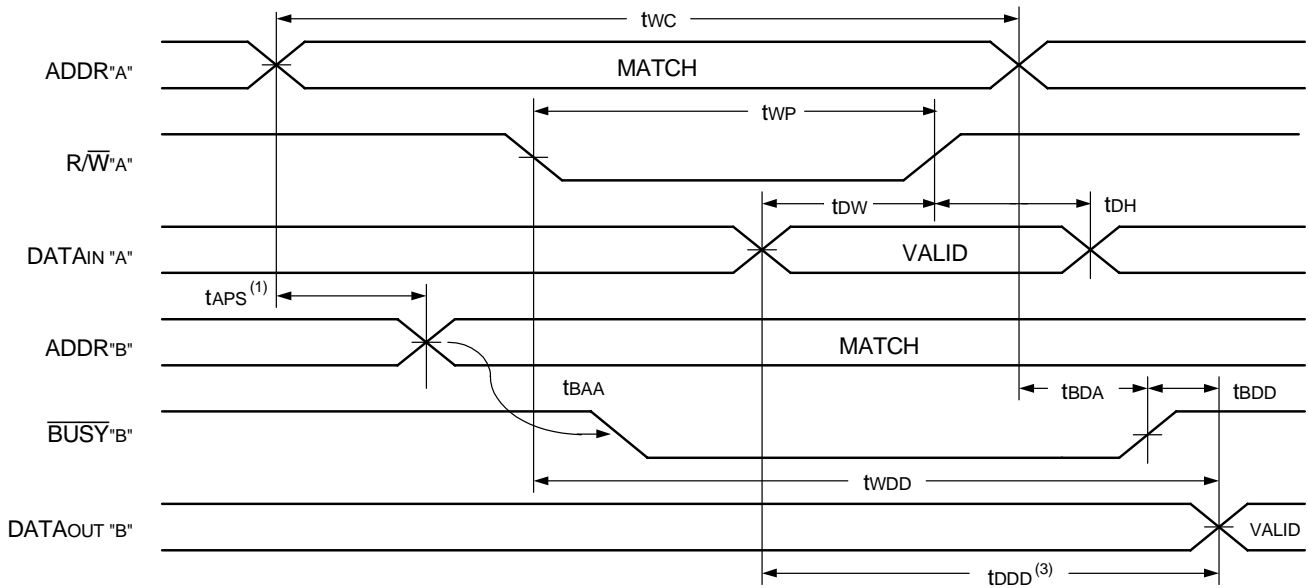 tWC
ADDR"A" MATCH
tWP
R/W̅"A"
tDW tDH
DATAIN "A" VALID
tAPS (1)
ADDR"B" MATCH
tBAA tBDA tBDD
B̅U̅S̅Y̅"B"
tWDD
DATAOUT "B" VALID
tDDD (3)